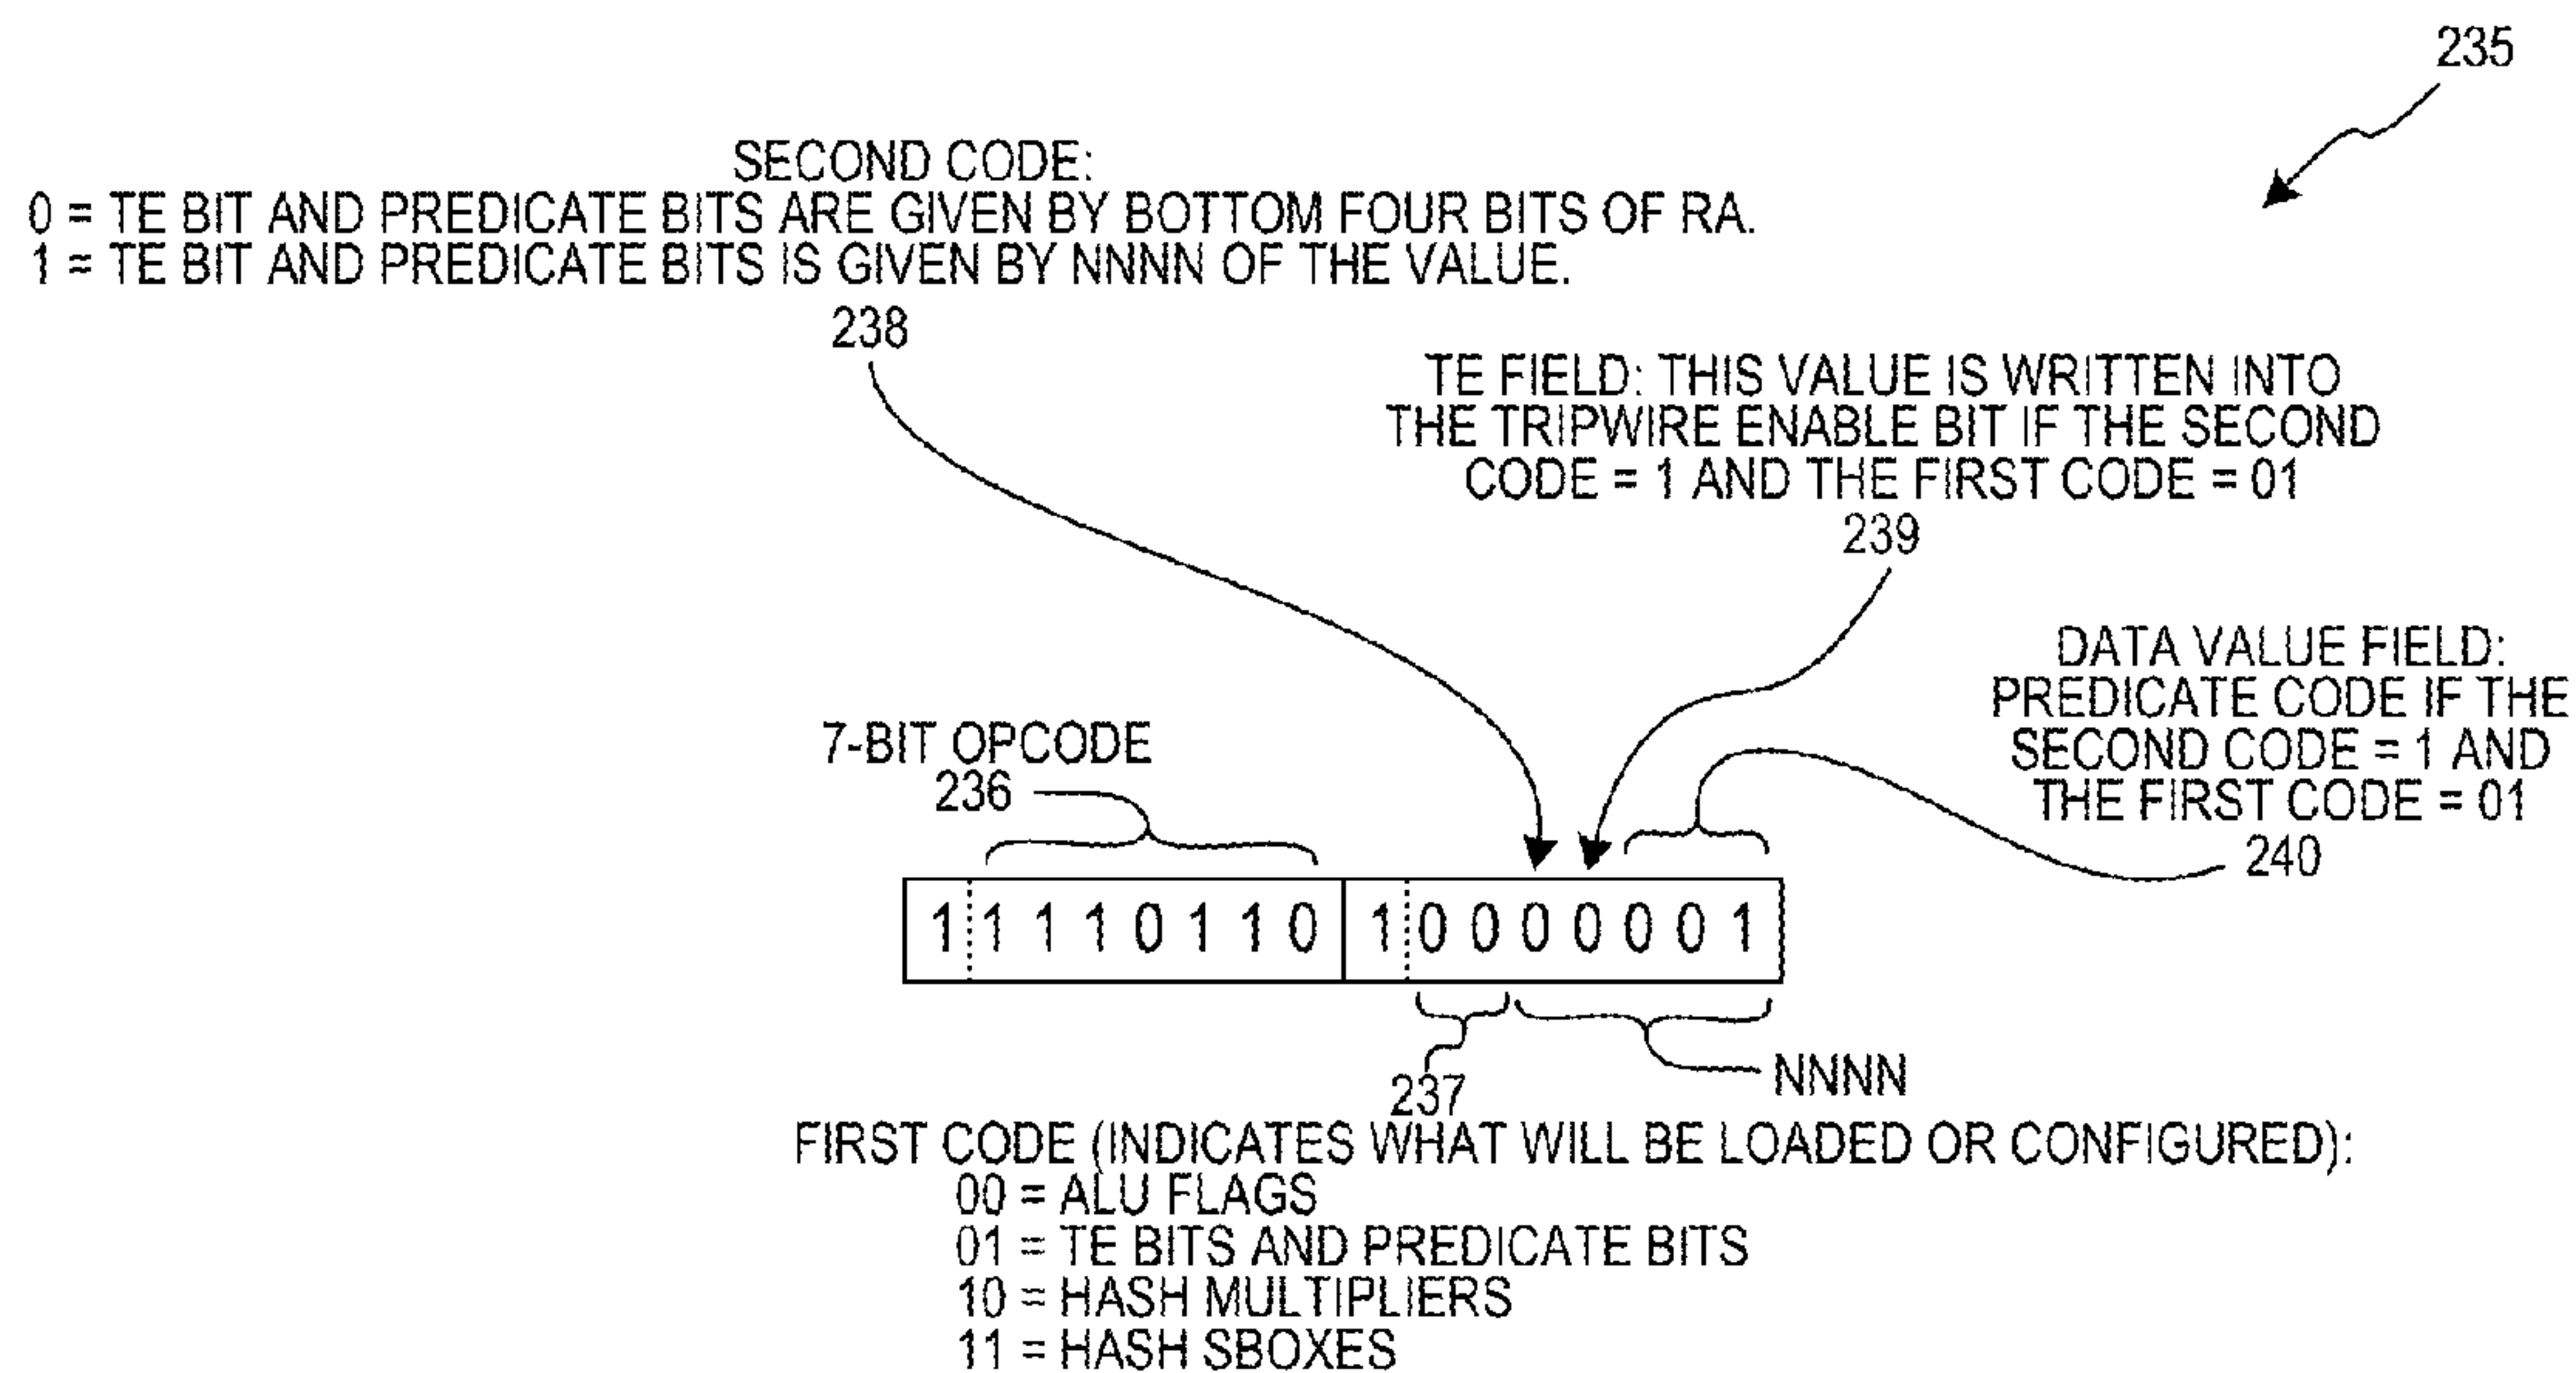 235
SECOND CODE:
0 = TE BIT AND PREDICATE BITS ARE GIVEN BY BOTTOM FOUR BITS OF RA.
1 = TE BIT AND PREDICATE BITS IS GIVEN BY NNNN OF THE VALUE.
238
TE FIELD: THIS VALUE IS WRITTEN INTO
THE TRIPWIRE ENABLE BIT IF THE SECOND
CODE = 1 AND THE FIRST CODE = 01
239
DATA VALUE FIELD:
PREDICATE CODE IF THE
SECOND CODE = 1 AND
THE FIRST CODE = 01
240
7-BIT OPCODE
236
1 1 1 1 0 1 1 0 1 0 0 0 0 0 0 1
237
NNNN
FIRST CODE (INDICATES WHAT WILL BE LOADED OR CONFIGURED):
00 = ALU FLAGS
01 = TE BITS AND PREDICATE BITS
10 = HASH MULTIPLIERS
11 = HASH SBOXES